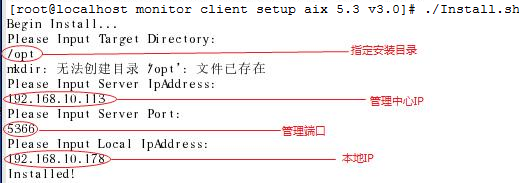 [root@localhost monitor client setup aix 5.3 v3.0]# ./Install.sh
Begin Install...
Please Input Target Directory:
/opt 指定安装目录
mkdir: 无法创建目录 '/opt': 文件已存在
Please Input Server IpAddress:
192.168.10.113 管理中心IP
Please Input Server Port:
5366 管理端口
Please Input Local IpAddress:
192.168.10.178 本地IP
Installed!